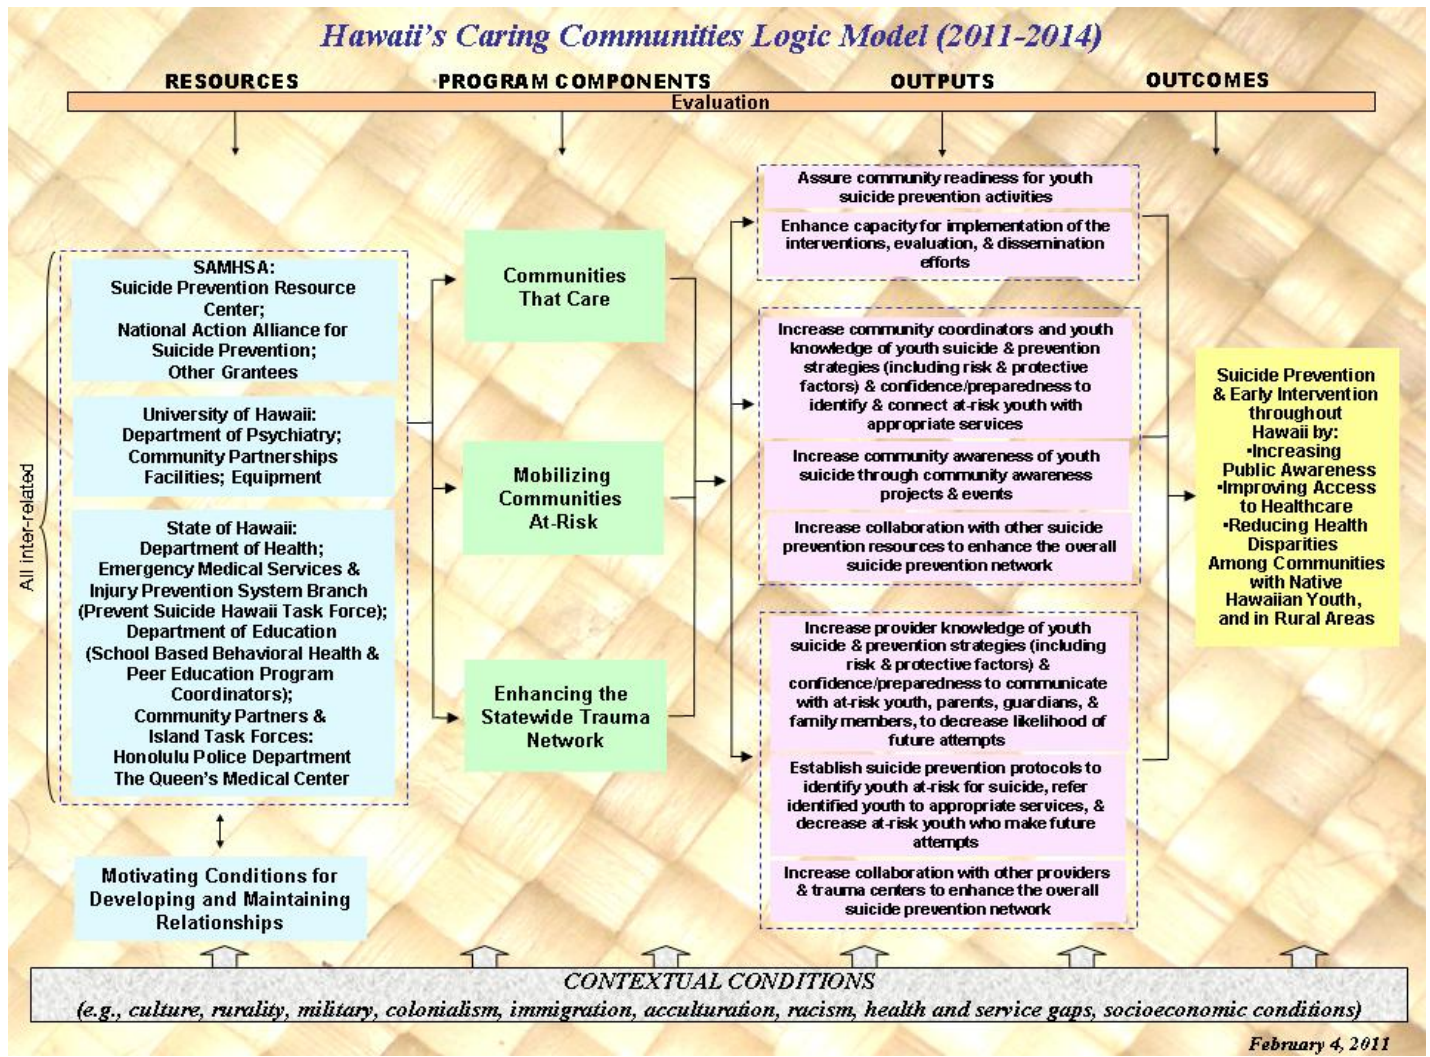 Hawaii's Caring Communities Logic Model (2011-2014)
RESOURCES
PROGRAM COMPONENTS
OUTPUTS
OUTCOMES
Evaluation
All inter-related
SAMHSA:
Suicide Prevention Resource
Center;
National Action Alliance for
Suicide Prevention;
Other Grantees
University of Hawaii:
Department of Psychiatry;
Community Partnerships
Facilities; Equipment
State of Hawaii:
Department of Health;
Emergency Medical Services &
Injury Prevention System Branch
(Prevent Suicide Hawaii Task Force);
Department of Education
(School Based Behavioral Health &
Peer Education Program
Coordinators);
Community Partners &
Island Task Forces:
Honolulu Police Department
The Queen's Medical Center
Motivating Conditions for
Developing and Maintaining
Relationships
Communities
That Care
Mobilizing
Communities
At-Risk
Enhancing the
Statewide Trauma
Network
Assure community readiness for youth
suicide prevention activities
Enhance capacity for implementation of the
interventions, evaluation, & dissemination
efforts
Increase community coordinators and youth
knowledge of youth suicide & prevention
strategies (including risk & protective
factors) & confidence/preparedness to
identify & connect at-risk youth with
appropriate services
Increase community awareness of youth
suicide through community awareness
projects & events
Increase collaboration with other suicide
prevention resources to enhance the overall
suicide prevention network
Increase provider knowledge of youth
suicide & prevention strategies (including
risk & protective factors) &
confidence/preparedness to communicate
with at-risk youth, parents, guardians, &
family members, to decrease likelihood of
future attempts
Establish suicide prevention protocols to
identify youth at-risk for suicide, refer
identified youth to appropriate services, &
decrease at-risk youth who make future
attempts
Increase collaboration with other providers
& trauma centers to enhance the overall
suicide prevention network
Suicide Prevention
& Early Intervention
throughout
Hawaii by:
•Increasing
Public Awareness
•Improving Access
to Healthcare
•Reducing Health
Disparities
Among Communities
with Native
Hawaiian Youth,
and in Rural Areas
CONTEXTUAL CONDITIONS
(e.g., culture, rurality, military, colonialism, immigration, acculturation, racism, health and service gaps, socioeconomic conditions)
February 4, 2011